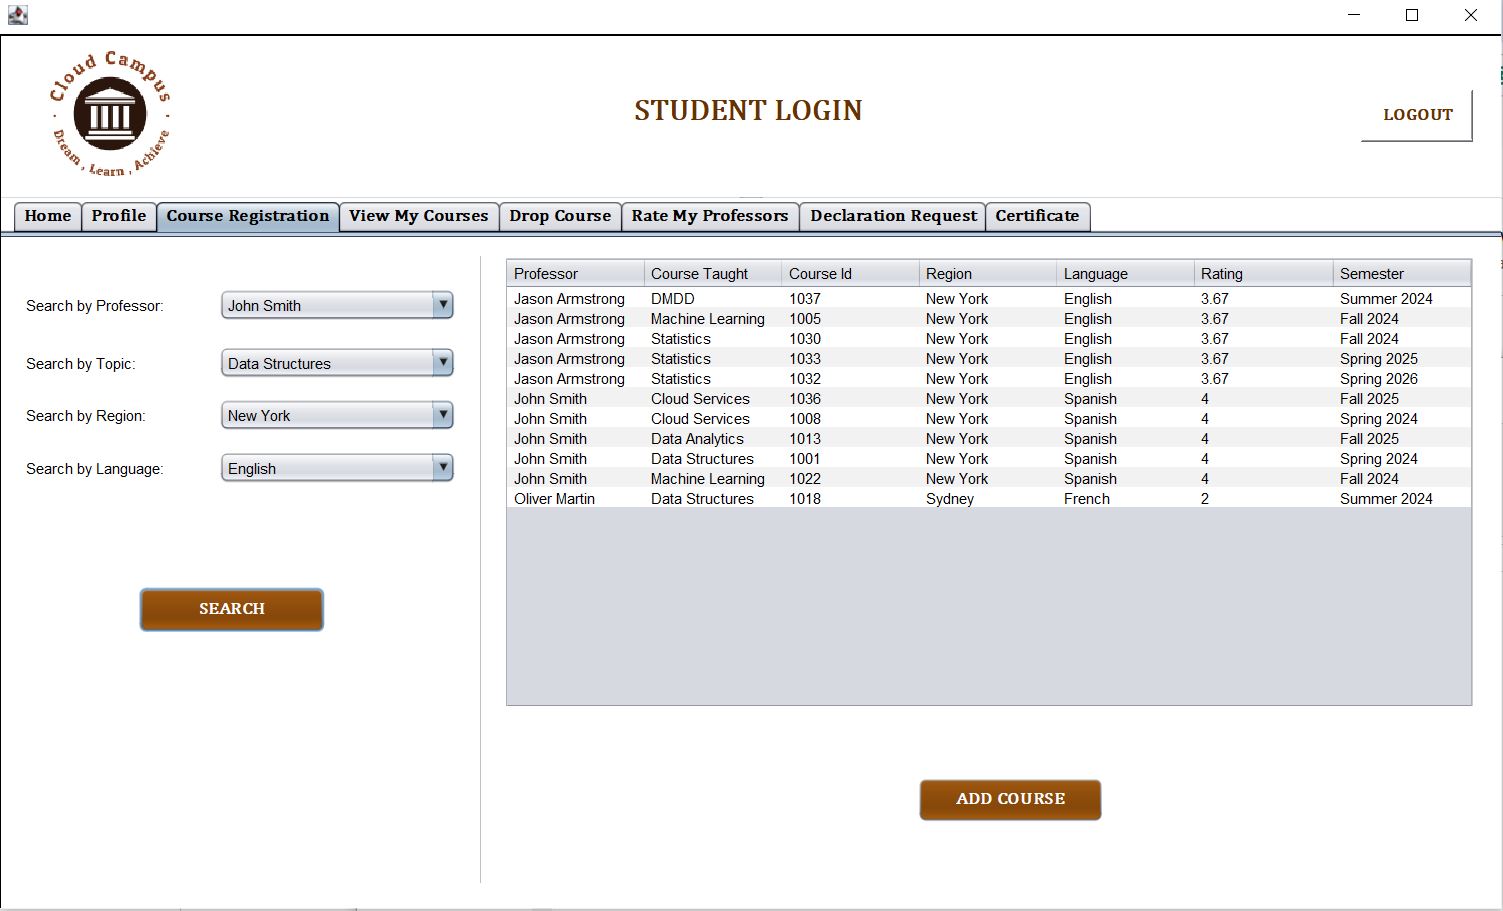 Cloud Campus
Dream , Learn , Achieve
STUDENT LOGIN
LOGOUT
Home Profile Course Registration View My Courses Drop Course Rate My Professors Declaration Request Certificate
Search by Professor: John Smith
Search by Topic: Data Structures
Search by Region: New York
Search by Language: English
SEARCH
Professor Course Taught Course Id Region Language Rating Semester
Jason Armstrong DMDD 1037 New York English 3.67 Summer 2024
Jason Armstrong Machine Learning 1005 New York English 3.67 Fall 2024
Jason Armstrong Statistics 1030 New York English 3.67 Fall 2024
Jason Armstrong Statistics 1033 New York English 3.67 Spring 2025
Jason Armstrong Statistics 1032 New York English 3.67 Spring 2026
John Smith Cloud Services 1036 New York Spanish 4 Fall 2025
John Smith Cloud Services 1008 New York Spanish 4 Spring 2024
John Smith Data Analytics 1013 New York Spanish 4 Fall 2025
John Smith Data Structures 1001 New York Spanish 4 Spring 2024
John Smith Machine Learning 1022 New York Spanish 4 Fall 2024
Oliver Martin Data Structures 1018 Sydney French 2 Summer 2024
ADD COURSE